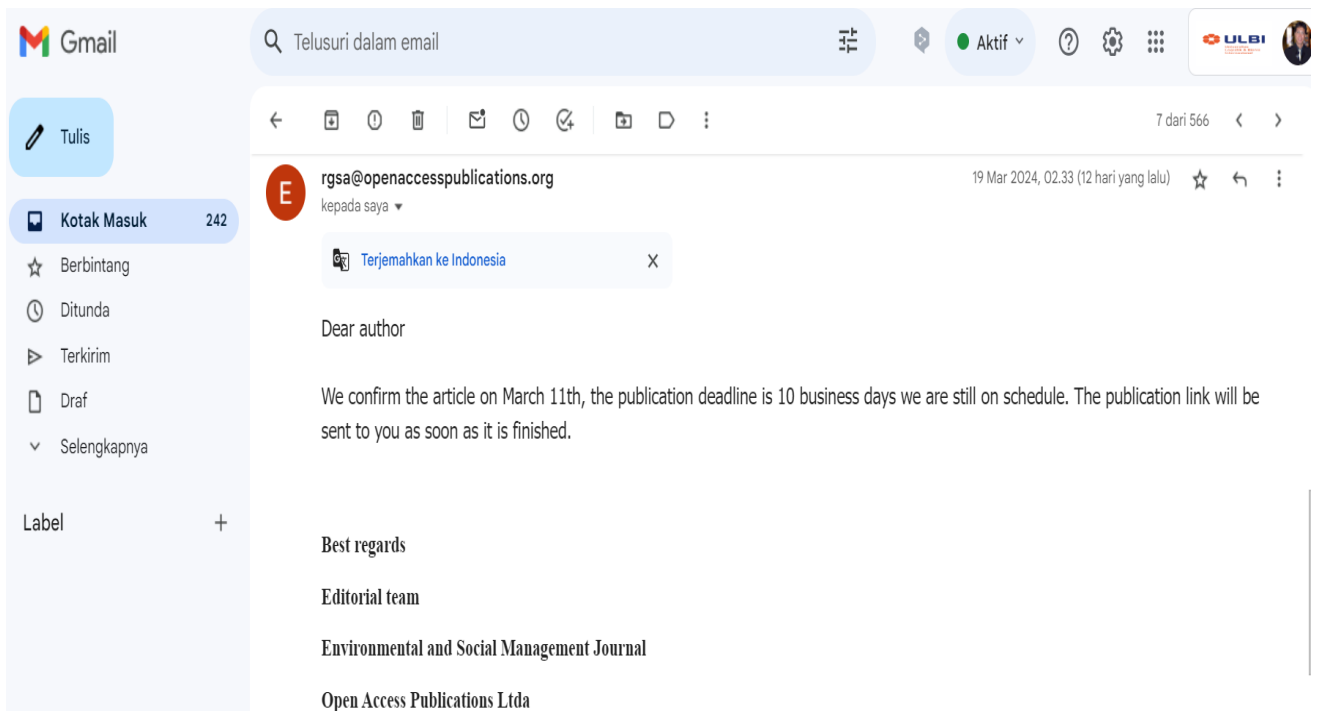 Gmail
Telusuri dalam email
Aktif
ULBI
Tulis
7 dari 566
Kotak Masuk 242
Berbintang
Ditunda
Terkirim
Draf
Selengkapnya
Label
E
rgsa@openaccesspublications.org
19 Mar 2024, 02.33 (12 hari yang lalu)
kepada saya
Terjemahkan ke Indonesia
Dear author
We confirm the article on March 11th, the publication deadline is 10 business days we are still on schedule. The publication link will be
sent to you as soon as it is finished.
Best regards
Editorial team
Environmental and Social Management Journal
Open Access Publications Ltda